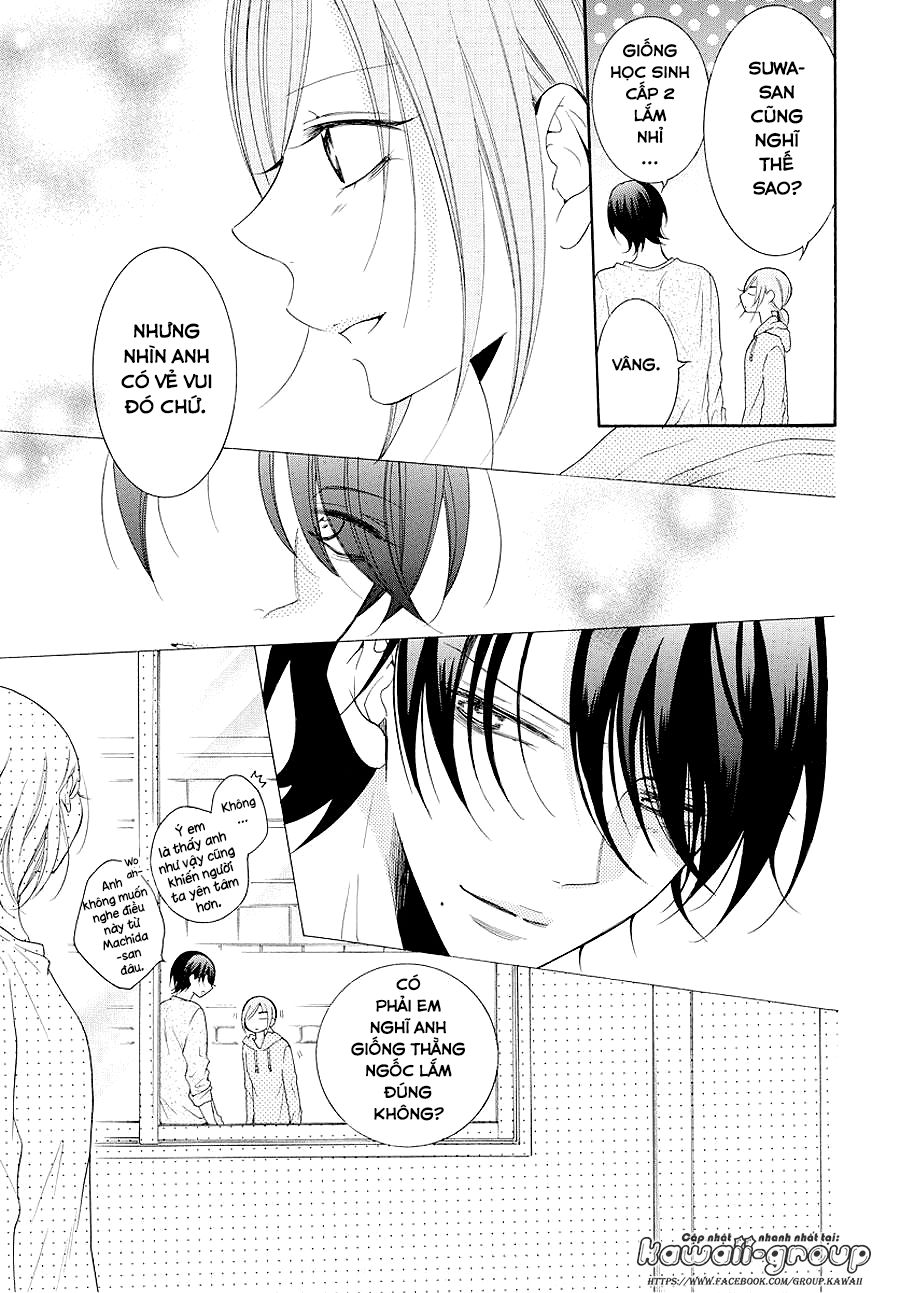 SUWA-
SAN
CŨNG
NGHĨ
THẾ
SAO?
GIỐNG
HỌC SINH
CẤP 2
LẮM
NHỈ
...
VÂNG.
NHƯNG
NHÌN ANH
CÓ VẺ VUI
ĐÓ CHỨ.
Không
...
Ý em
là thấy anh
như vậy cũng
khiến người
ta yên tâm
hơn.
Wo
ah-
Anh
không muốn
nghe điều
này từ
Machida
-san
đâu.
CÓ
PHẢI EM
NGHĨ ANH
GIỐNG THẰNG
NGỐC LẮM
ĐÚNG
KHÔNG?
Cập nhật nhanh nhất tại:
kawaii-group
HTTPS://WWW.FACEBOOK.COM/GROUP.KAWAII